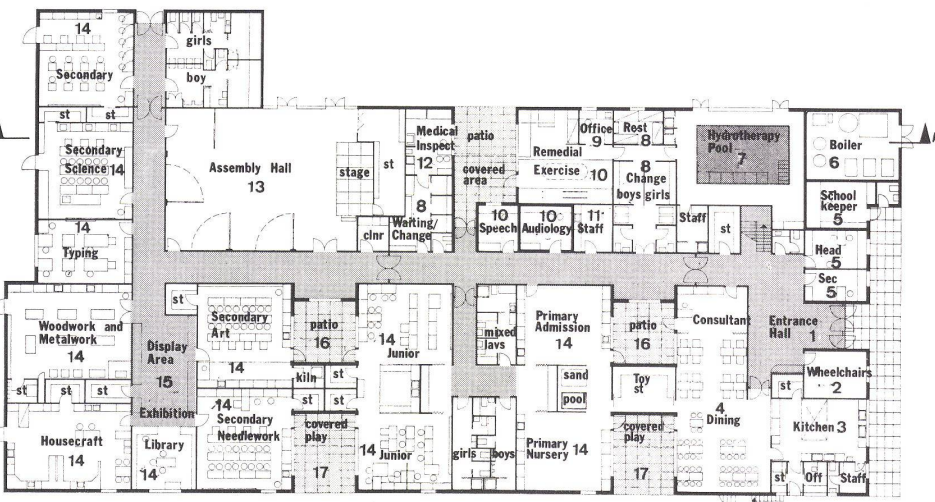 14
Secondary
girls
boy
st
st
Secondary
Science 14
14
Typing
Assembly Hall
13
stage
st
clnr
Medical
Inspect
12
8
Waiting/
Change
patio
covered
area
Remedial
Exercise 10
Office
9
Rest
8
8
Change
boys girls
10
Speech
10
Audiology
11
Staff
Staff
st
Hydrotherapy
Pool
7
Boiler
6
School
keeper
5
Head
5
Sec
5
Woodwork and
Metalwork
14
st
st
st
Housecraft
14
st
Display
Area
15
Exhibition
Library
14
Secondary
Art
14
14
Secondary
Needlework
patio
16
kiln
st
st
st
covered
play
17
14
Junior
14
Junior
mixed
lavs
girls
boys
Primary
Admission
14
sand
pool
Primary
Nursery 14
patio
16
Toy
st
covered
play
17
Consultant
4
Dining
Entrance
Hall 1
Wheelchairs
2
st
Kitchen 3
st
Off
Staff